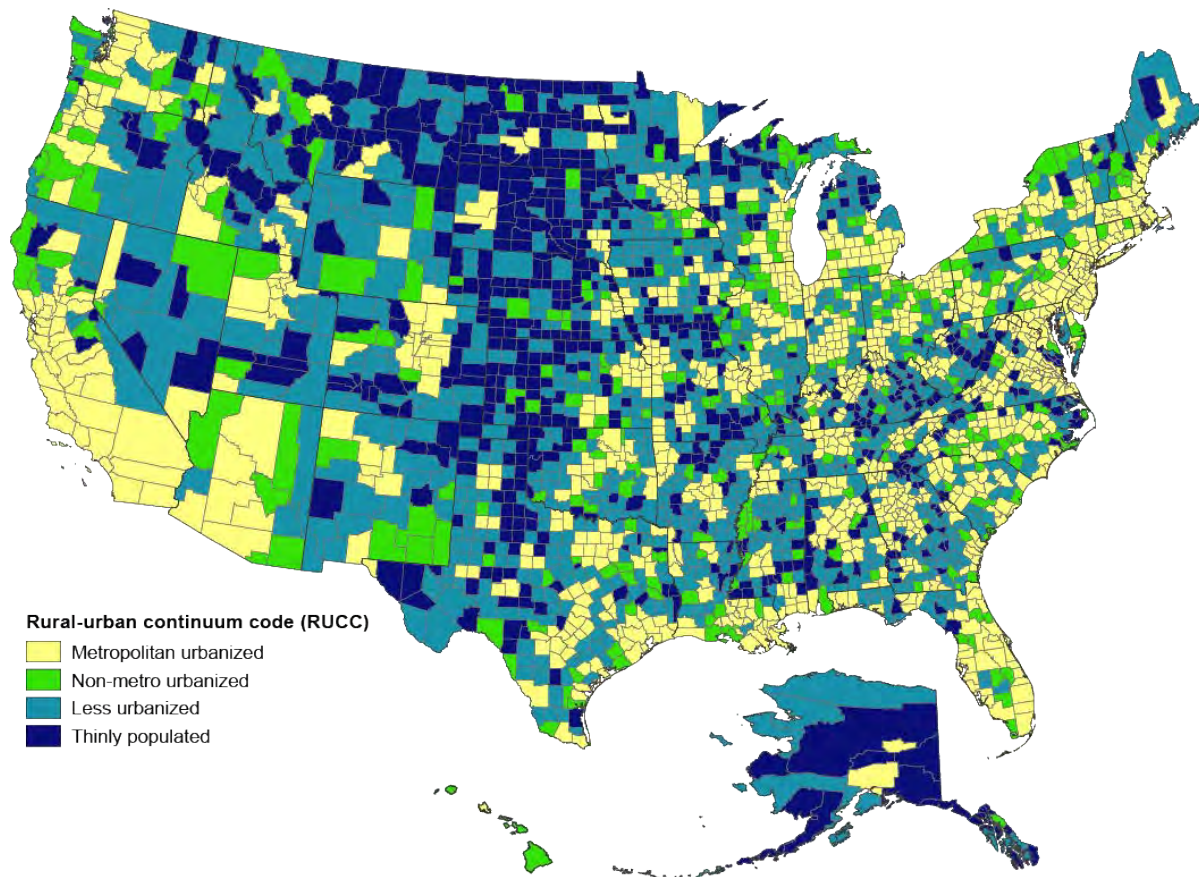 Rural-urban continuum code (RUCC)
Metropolitan urbanized
Non-metro urbanized
Less urbanized
Thinly populated